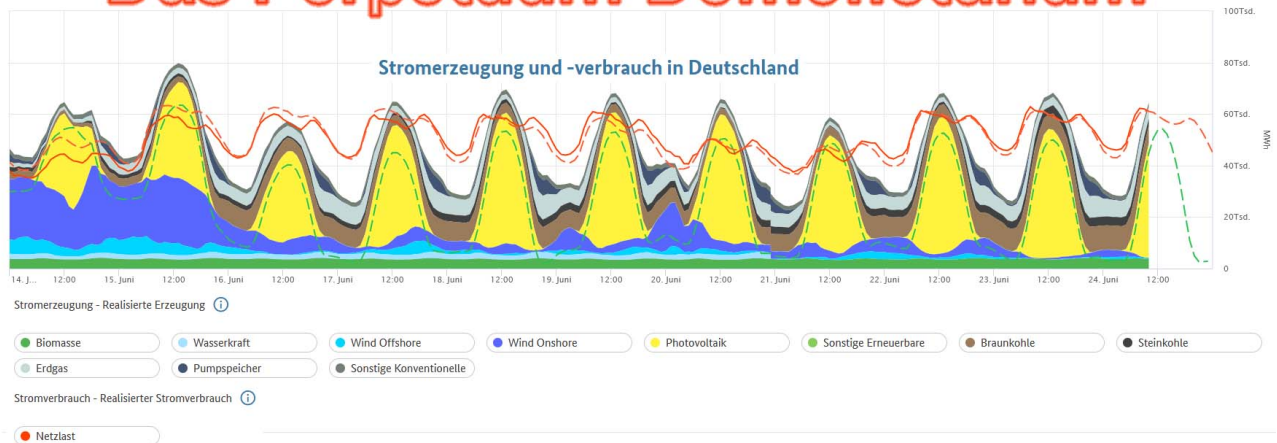 Das Perpetuum Demonstandum
100Tsd.
Stromerzeugung und -verbrauch in Deutschland
80Tsd.
60Tsd.
MWh
40Tsd.
20Tsd.
0
14. J... 12:00 15. Juni 12:00 16. Juni 12:00 17. Juni 12:00 18. Juni 12:00 19. Juni 12:00 20. Juni 12:00 21. Juni 12:00 22. Juni 12:00 23. Juni 12:00 24. Juni 12:00
Stromerzeugung - Realisierte Erzeugung i
Biomasse Wasserkraft Wind Offshore Wind Onshore Photovoltaik Sonstige Erneuerbare Braunkohle Steinkohle
Erdgas Pumpspeicher Sonstige Konventionelle
Stromverbrauch - Realisierter Stromverbrauch i
Netzlast